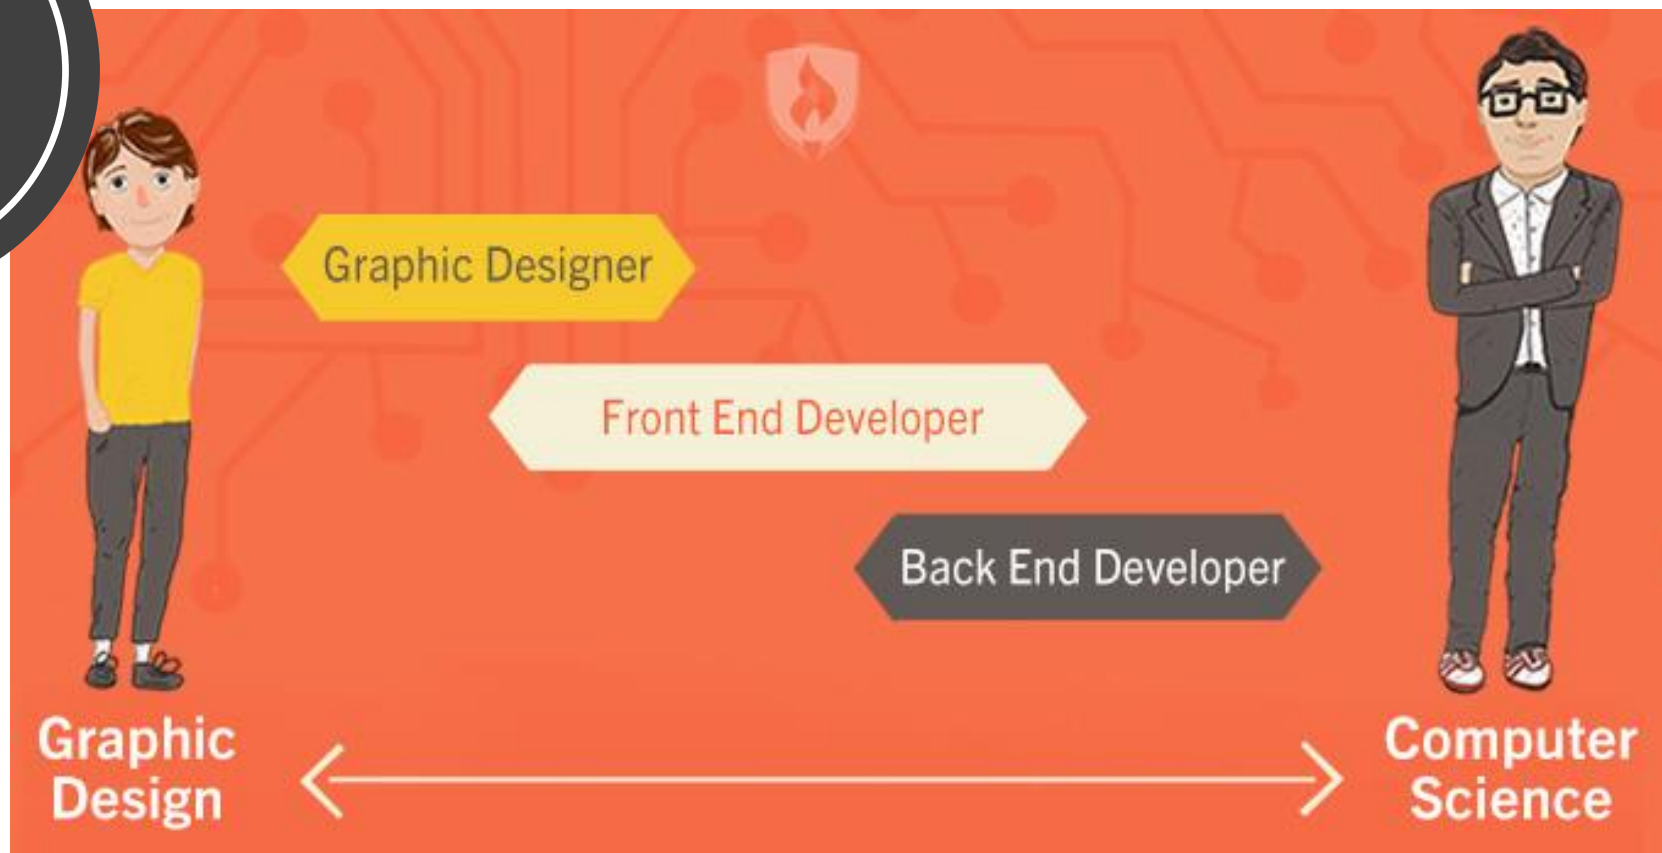 Graphic Designer
Front End Developer
Back End Developer
Graphic
Design
Computer
Science